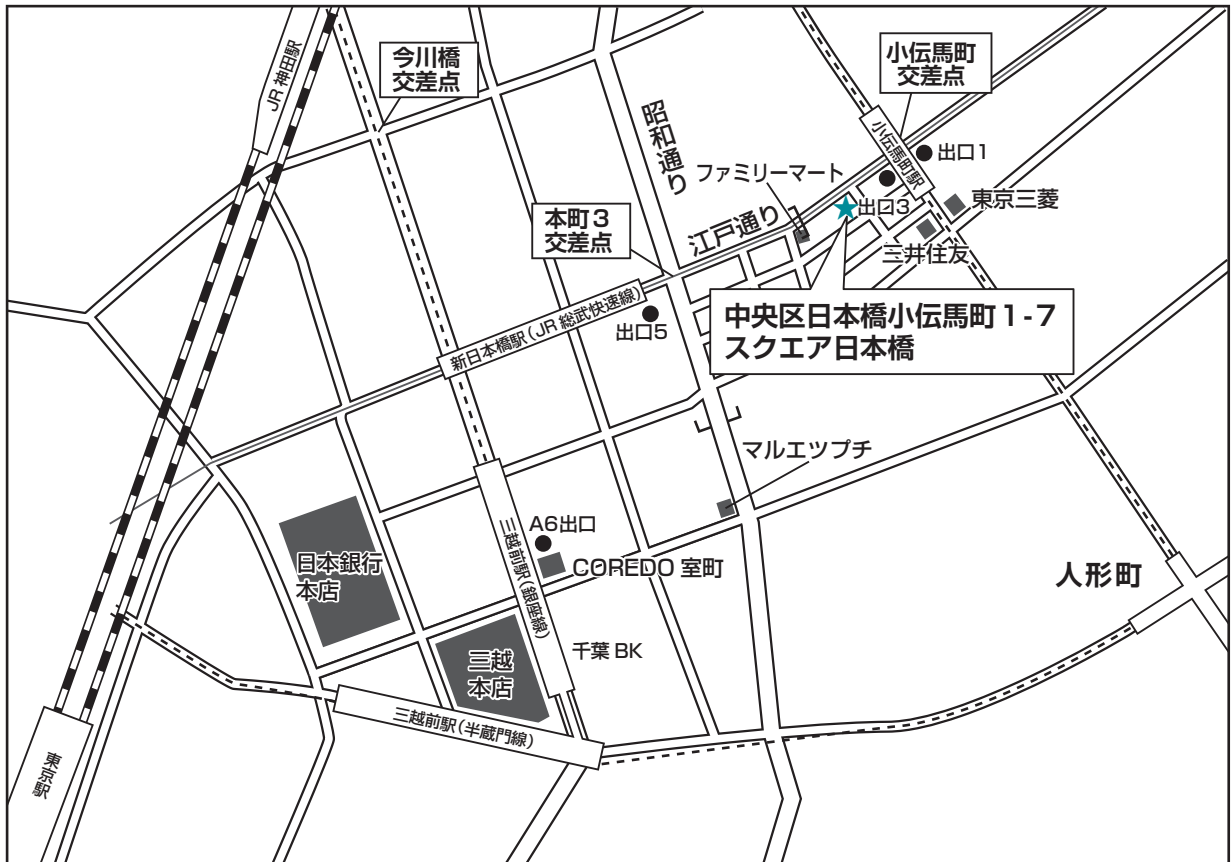 JR 神田駅
今川橋
交差点
小伝馬町
交差点
昭和通り
小伝馬町駅
出口1
ファミリーマート
東京三菱
出口3
本町3
交差点
江戸通り
三井住友
中央区日本橋小伝馬町 1 - 7
スクエア日本橋
新日本橋駅(JR 総武快速線)
出口5
マルエツプチ
A6出口
三越前駅(銀座線)
COREDO 室町
日本銀行
本店
人形町
千葉 BK
三越
本店
三越前駅(半蔵門線)
東京駅